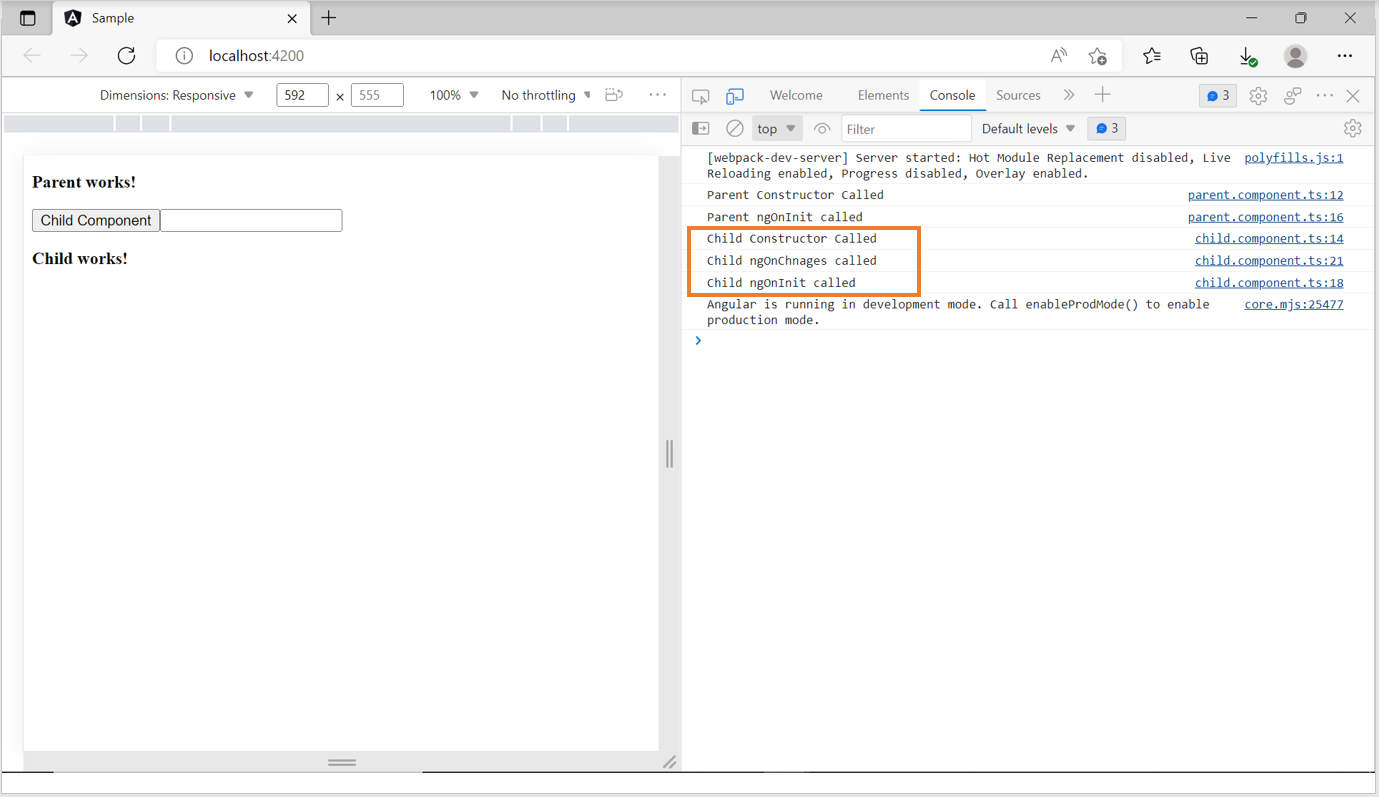 Sample
localhost:4200
Dimensions: Responsive 592 × 555 100% No throttling
Welcome Elements Console Sources 3
top Filter Default levels 3
Parent works!
Child Component
Child works!
[webpack-dev-server] Server started: Hot Module Replacement disabled, Live polyfills.js:1
Reloading enabled, Progress disabled, Overlay enabled.
Parent Constructor Called parent.component.ts:12
Parent ngOnInit called parent.component.ts:16
Child Constructor Called child.component.ts:14
Child ngOnChnages called child.component.ts:21
Child ngOnInit called child.component.ts:18
Angular is running in development mode. Call enableProdMode() to enable core.mjs:25477
production mode.